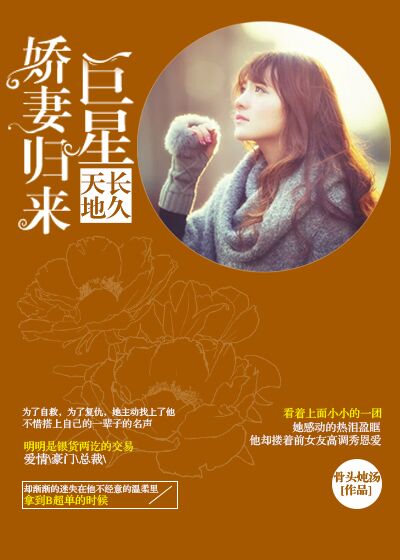 娇妻归来
巨星
天地
长久
为了自救，为了复仇，她主动找上了他
不惜搭上自己的一辈子的名声
明明是银货两讫的交易
爱情\豪门\总裁\
却渐渐的迷失在他不经意的温柔里
拿到B超单的时候
看着上面小小的一团
她感动的热泪盈眶
他却搂着前女友高调秀恩爱
骨头炖汤
[作品]